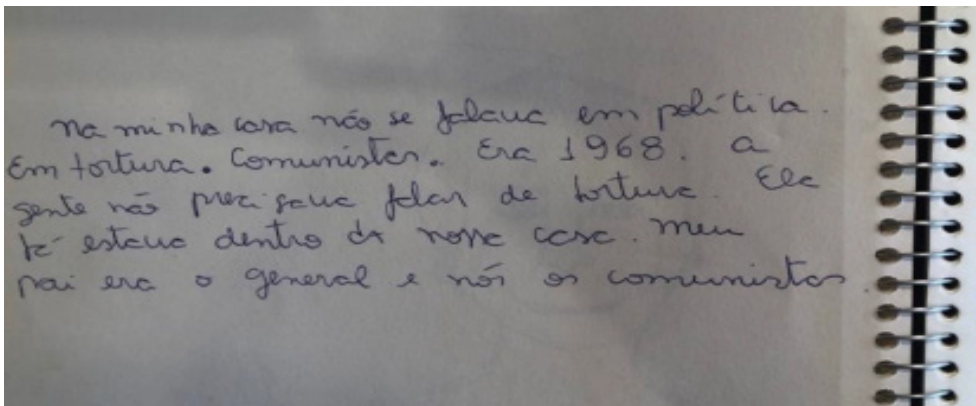 Na minha casa não se falava em política.
Em tortura. Comunistas. Era 1968. A
gente não precisava falar de tortura. Ela
já estava dentro da nossa casa. Meu
pai era o general e nós os comunistas.